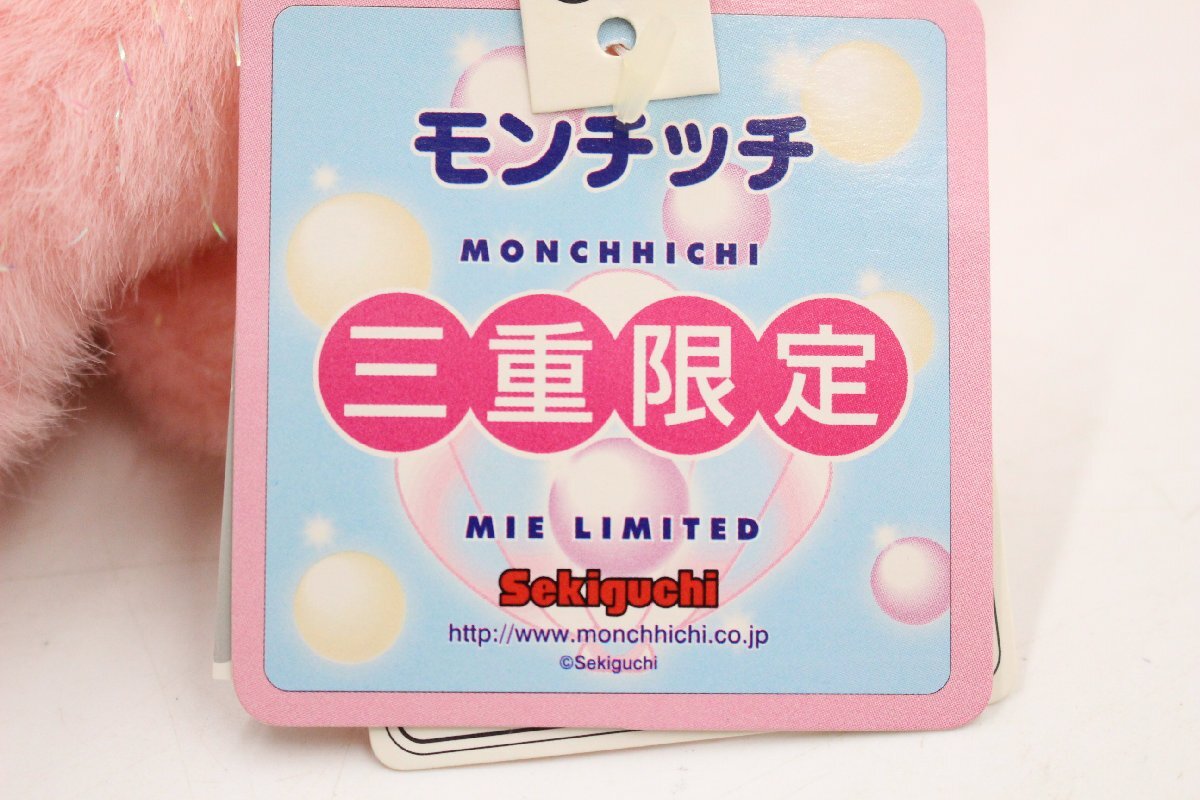 モンチッチ
MONCHHICHI
三重限定
MIE LIMITED
Sekiguchi
http://www.monchhichi.co.jp
©Sekiguchi